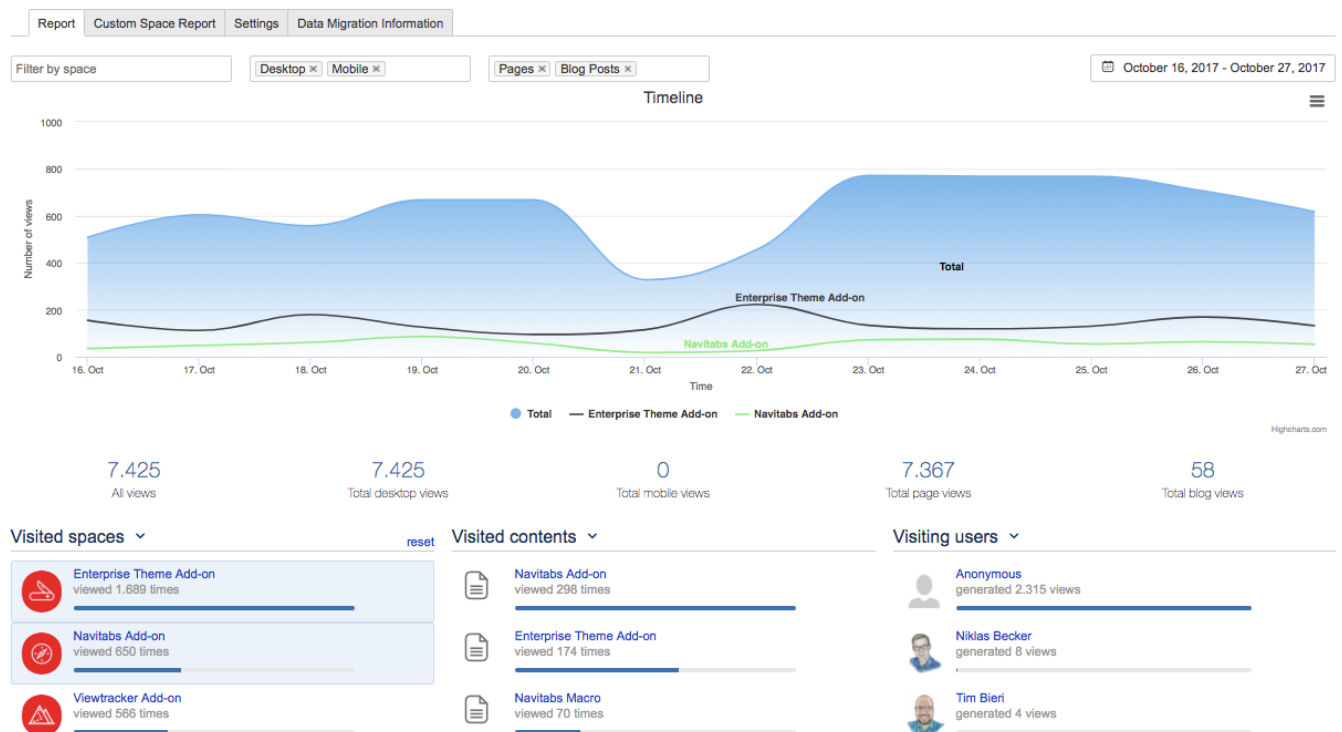 Report Custom Space Report Settings Data Migration Information
Filter by space Desktop × Mobile × Pages × Blog Posts × October 16, 2017 - October 27, 2017
Timeline
1000
800
600
400
200
0
Number of views
Total
Enterprise Theme Add-on
Navitabs Add-on
16. Oct 17. Oct 18. Oct 19. Oct 20. Oct 21. Oct 22. Oct 23. Oct 24. Oct 25. Oct 26. Oct 27. Oct
Time
Total Enterprise Theme Add-on Navitabs Add-on
Highcharts.com
7.425 7.425 0 7.367 58
All views Total desktop views Total mobile views Total page views Total blog views
Visited spaces reset
Enterprise Theme Add-on
viewed 1.689 times
Navitabs Add-on
viewed 650 times
Viewtracker Add-on
viewed 566 times
Visited contents
Navitabs Add-on
viewed 298 times
Enterprise Theme Add-on
viewed 174 times
Navitabs Macro
viewed 70 times
Visiting users
Anonymous
generated 2.315 views
Niklas Becker
generated 8 views
Tim Bieri
generated 4 views